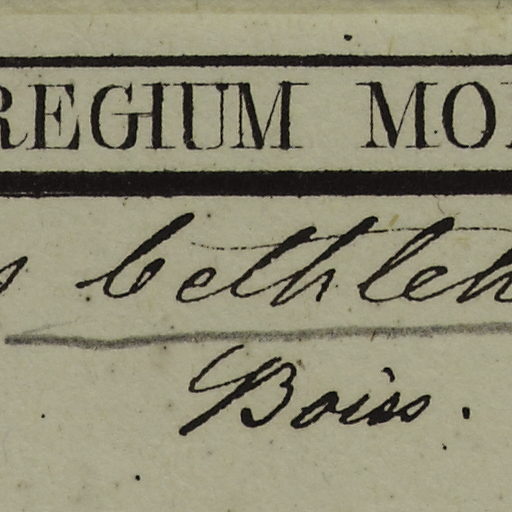 REGIUM MO
s bethleh
Boiss.